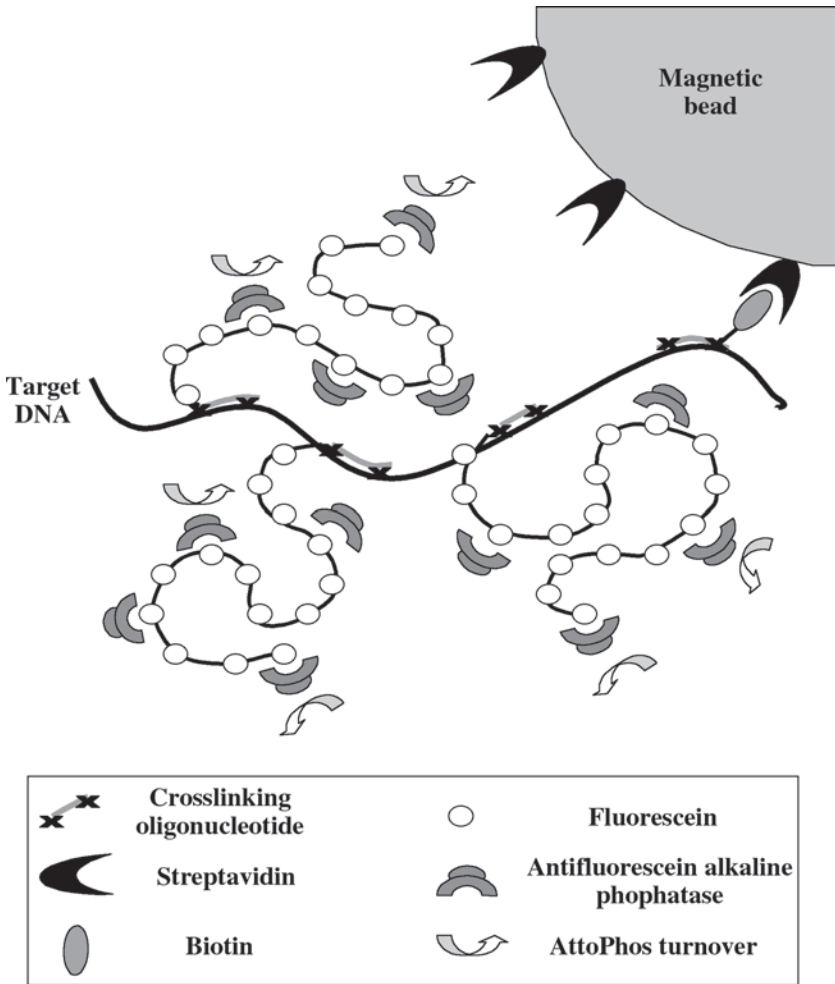 Magnetic
bead
Target
DNA
Crosslinking
oligonucleotide
Fluorescein
Streptavidin
Antifluorescein alkaline
phophatase
Biotin
AttoPhos turnover